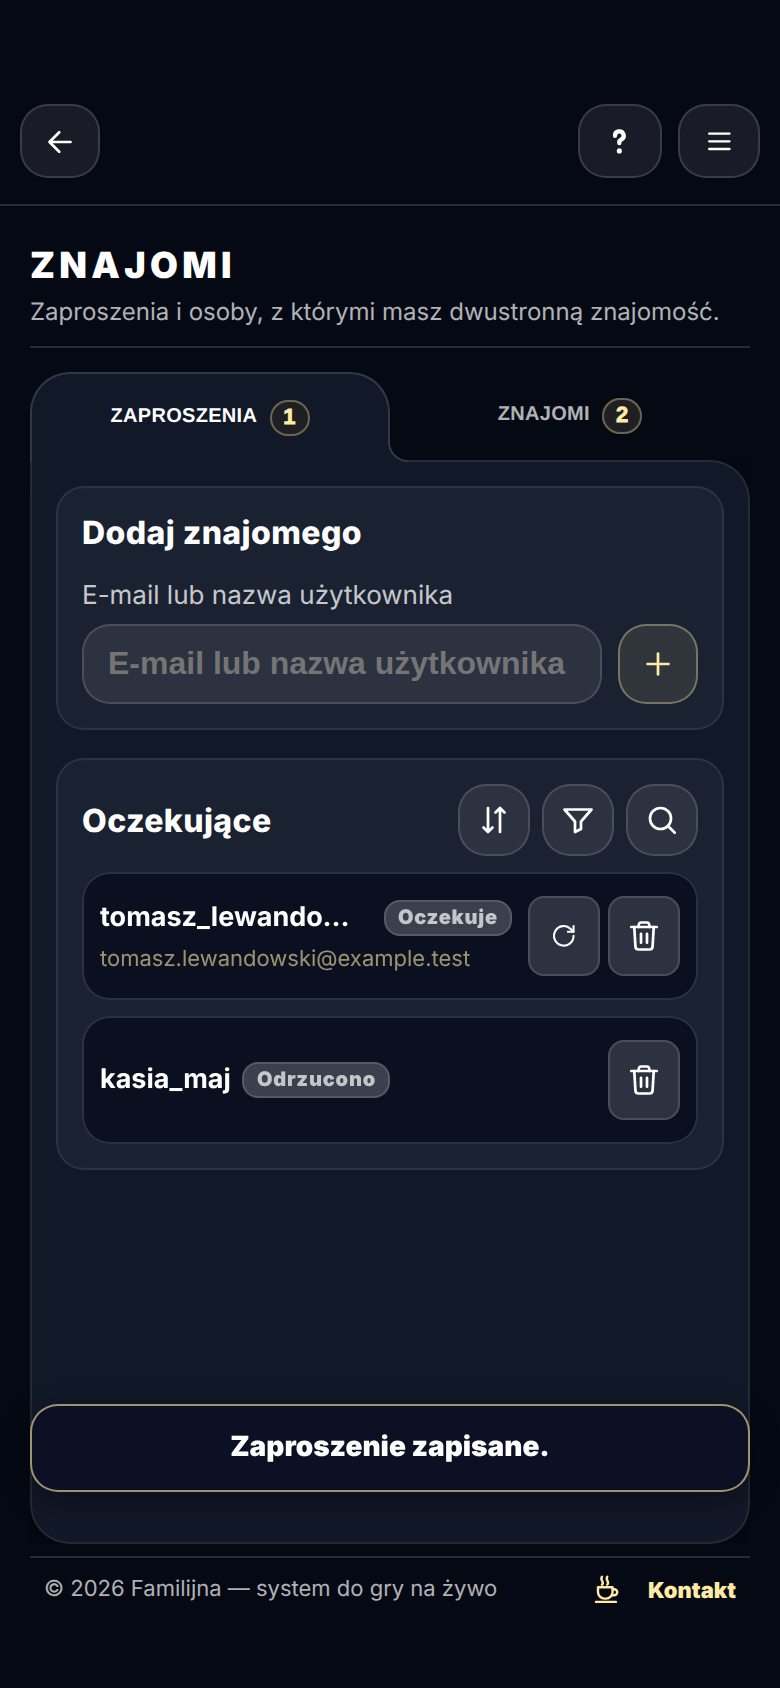 ?
ZNAJOMI
Zaproszenia i osoby, z którymi masz dwustronną znajomość.
ZAPROSZENIA 1
ZNAJOMI 2
Dodaj znajomego
E-mail lub nazwa użytkownika
E-mail lub nazwa użytkownika
Oczekujące
tomasz_lewando... Oczekuje
tomasz.lewandowski@example.test
kasia_maj Odrzucono
Zaproszenie zapisane.
© 2026 Familijna — system do gry na żywo Kontakt